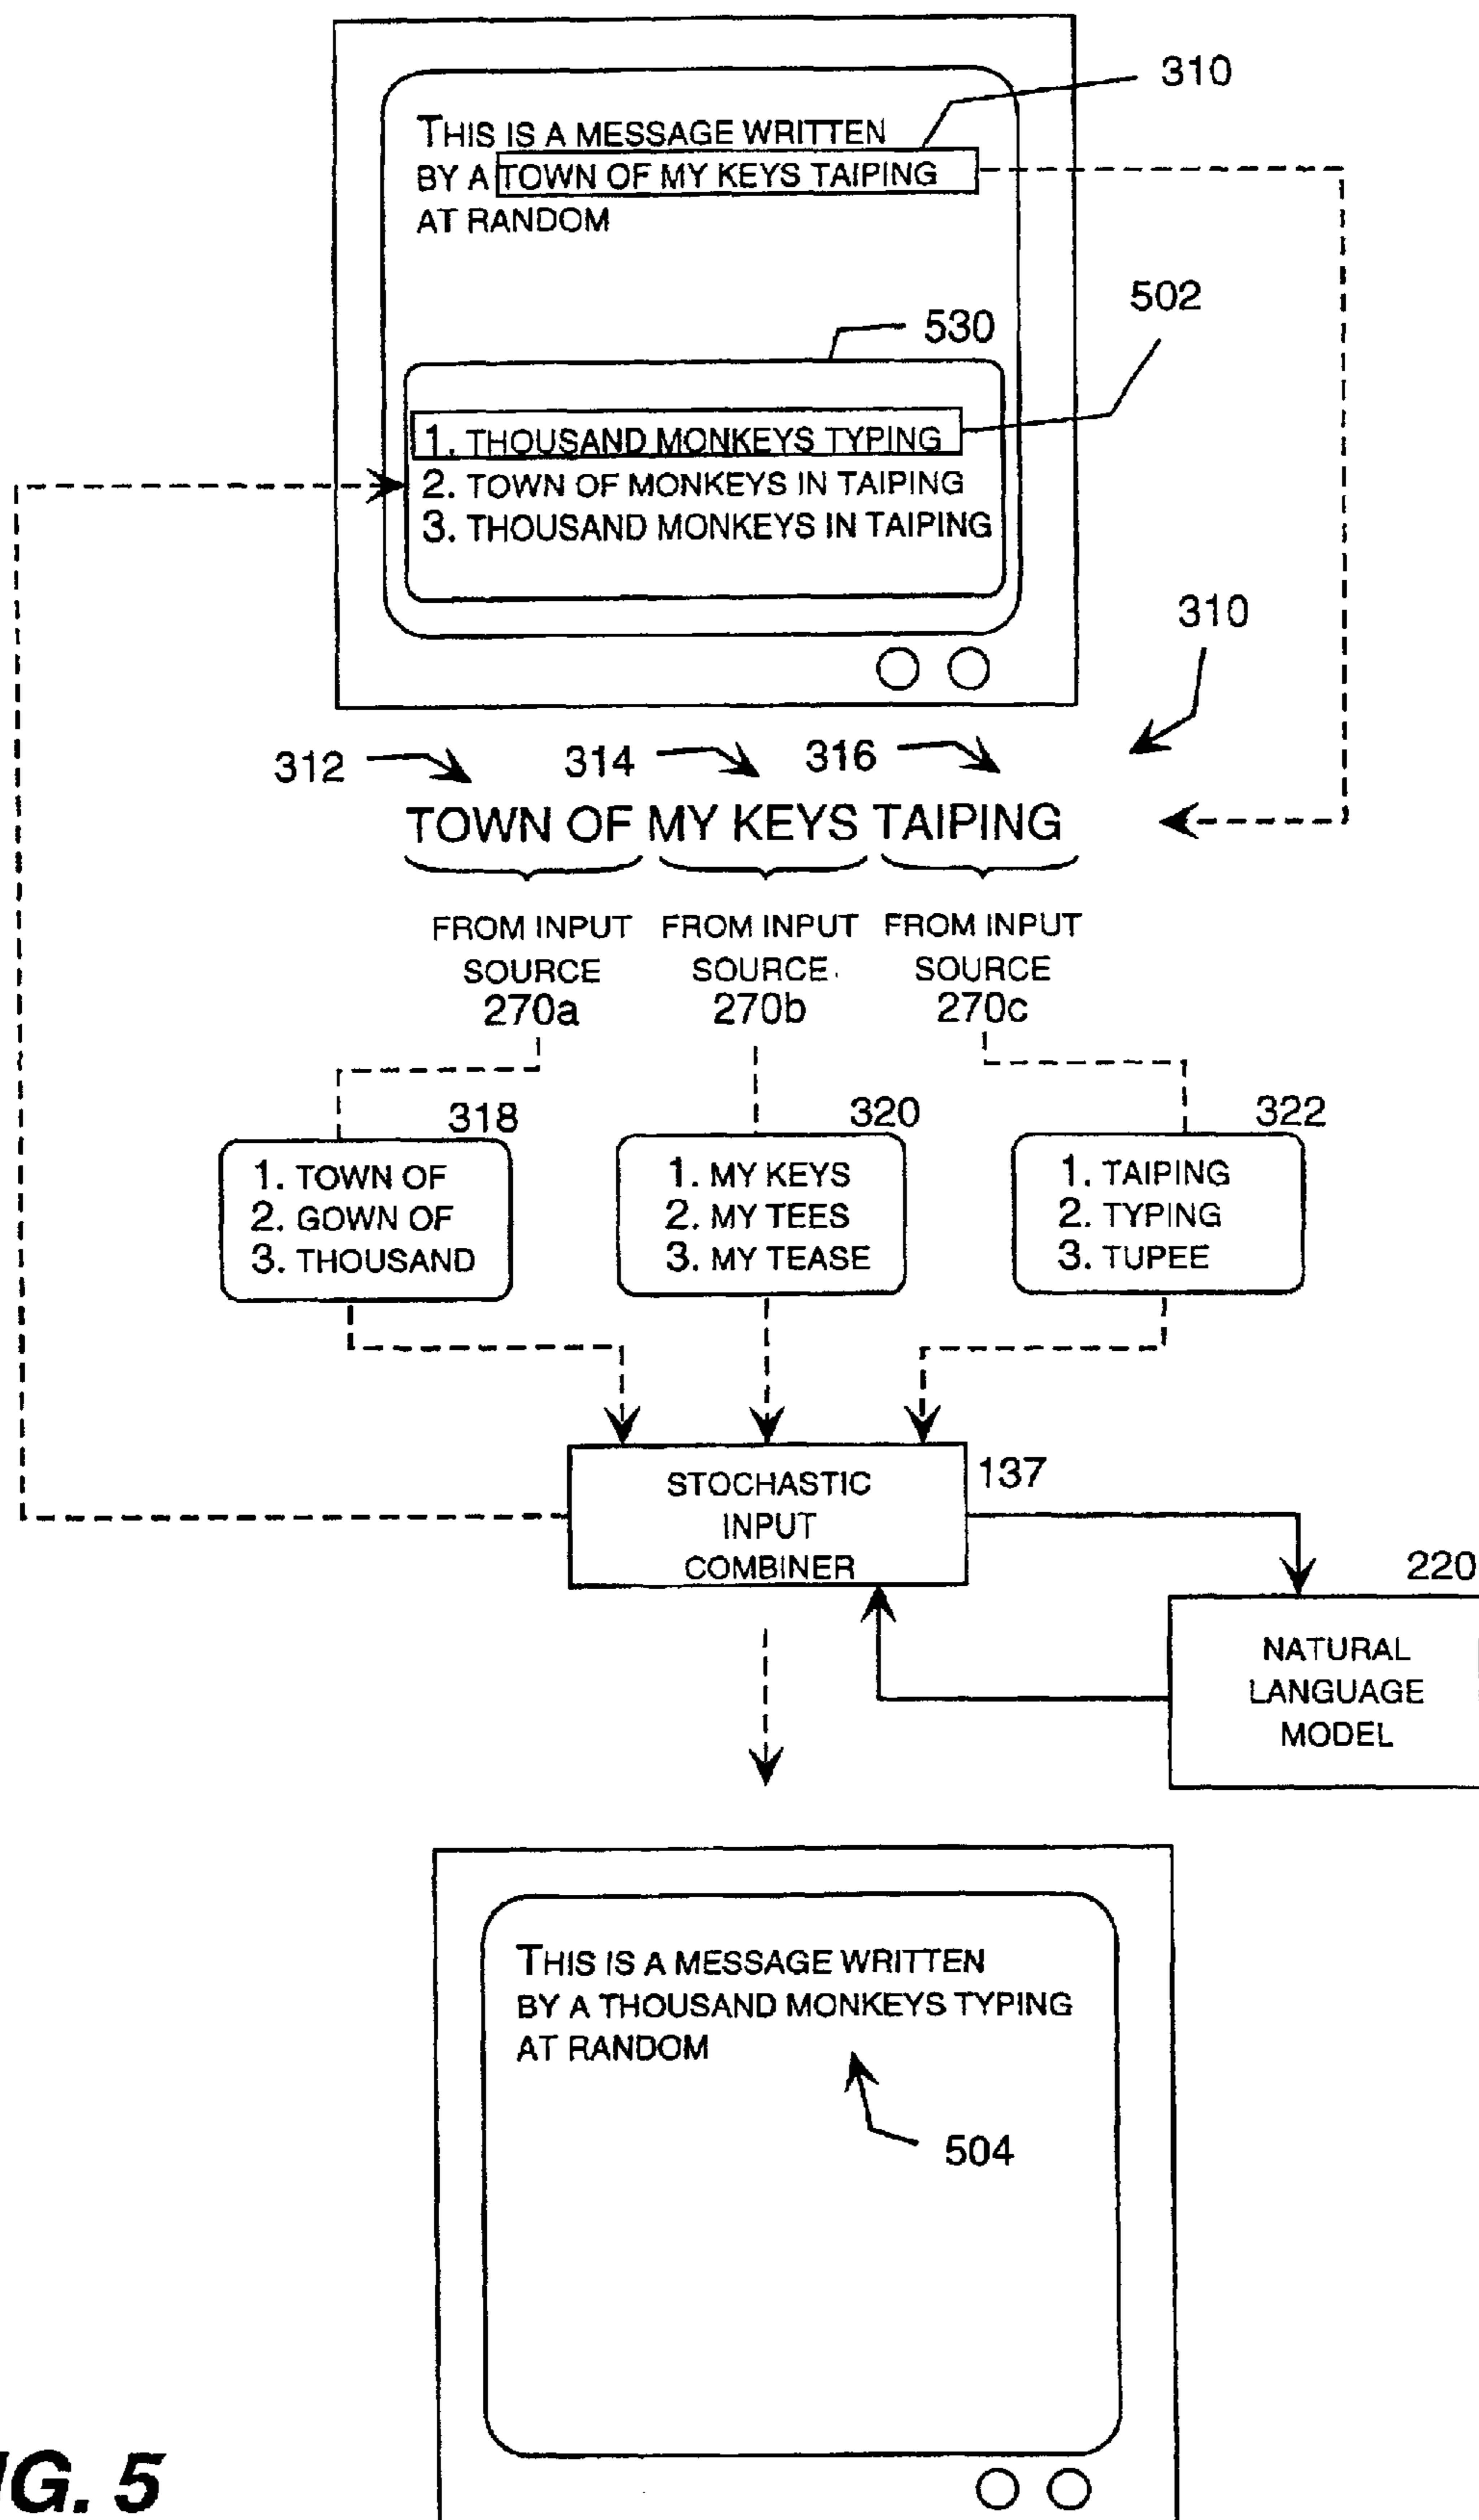 310
THIS IS A MESSAGE WRITTEN
BY A TOWN OF MY KEYS TAIPING
AT RANDOM
502
530
1. THOUSAND MONKEYS TYPING
2. TOWN OF MONKEYS IN TAIPING
3. THOUSAND MONKEYS IN TAIPING
310
312 314 316
TOWN OF MY KEYS TAIPING
FROM INPUT SOURCE 270a
FROM INPUT SOURCE 270b
FROM INPUT SOURCE 270c
318
1. TOWN OF
2. GOWN OF
3. THOUSAND
320
1. MY KEYS
2. MY TEES
3. MY TEASE
322
1. TAIPING
2. TYPING
3. TUPEE
STOCHASTIC
INPUT
COMBINER
137
220
NATURAL
LANGUAGE
MODEL
THIS IS A MESSAGE WRITTEN
BY A THOUSAND MONKEYS TYPING
AT RANDOM
504
G. 5